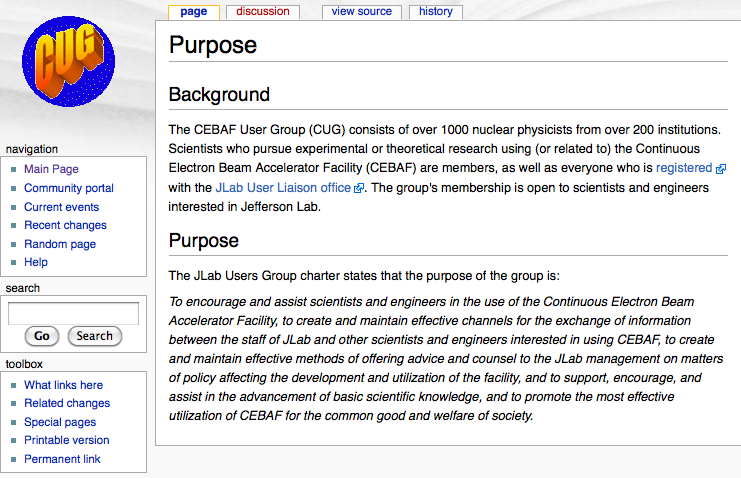 page
discussion
view source
history
CUG
Purpose
Background
The CEBAF User Group (CUG) consists of over 1000 nuclear physicists from over 200 institutions.
Scientists who pursue experimental or theoretical research using (or related to) the Continuous
Electron Beam Accelerator Facility (CEBAF) are members, as well as everyone who is registered
with the JLab User Liaison office. The group's membership is open to scientists and engineers
interested in Jefferson Lab.
Purpose
The JLab Users Group charter states that the purpose of the group is:
To encourage and assist scientists and engineers in the use of the Continuous Electron Beam
Accelerator Facility, to create and maintain effective channels for the exchange of information
between the staff of JLab and other scientists and engineers interested in using CEBAF, to create
and maintain effective methods of offering advice and counsel to the JLab management on matters
of policy affecting the development and utilization of the facility, and to support, encourage, and
assist in the advancement of basic scientific knowledge, and to promote the most effective
utilization of CEBAF for the common good and welfare of society.
navigation
Main Page
Community portal
Current events
Recent changes
Random page
Help
search
Go
Search
toolbox
What links here
Related changes
Special pages
Printable version
Permanent link